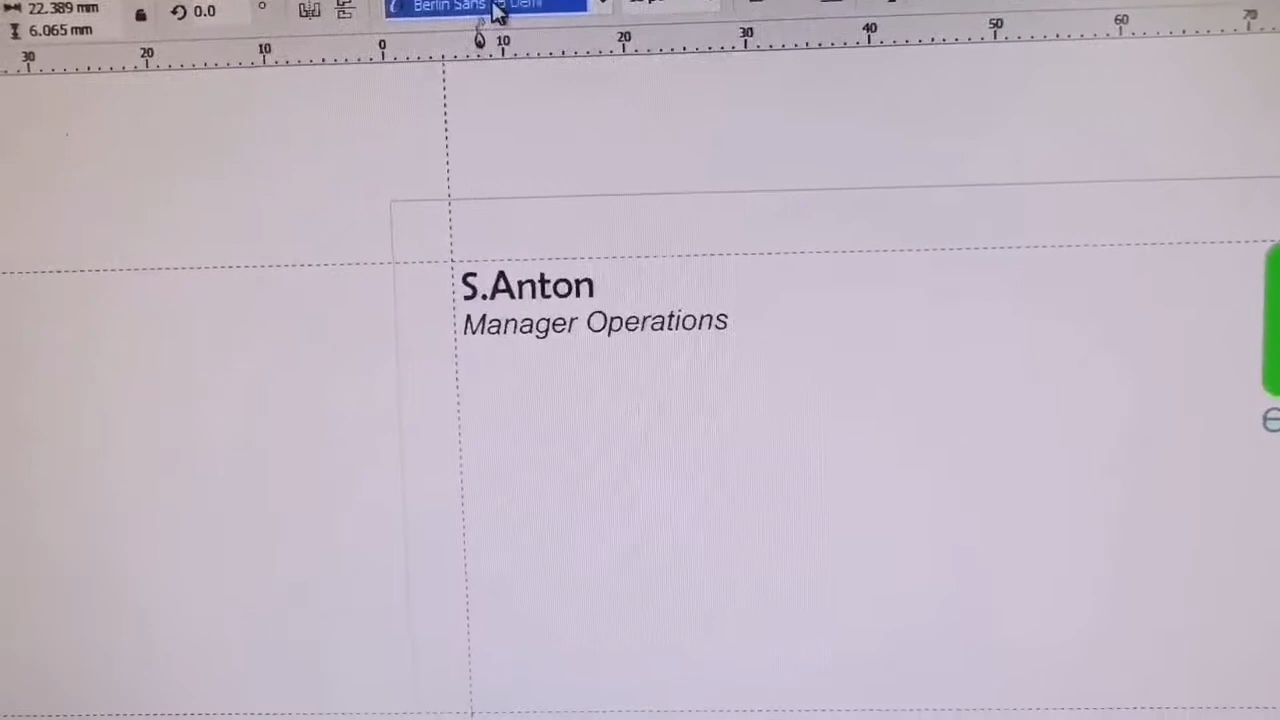 22.389 mm
0.0
Berlin Sans
6.065 mm
30 20 10 0 10 20 30 40 50 60 70
S.Anton
Manager Operations